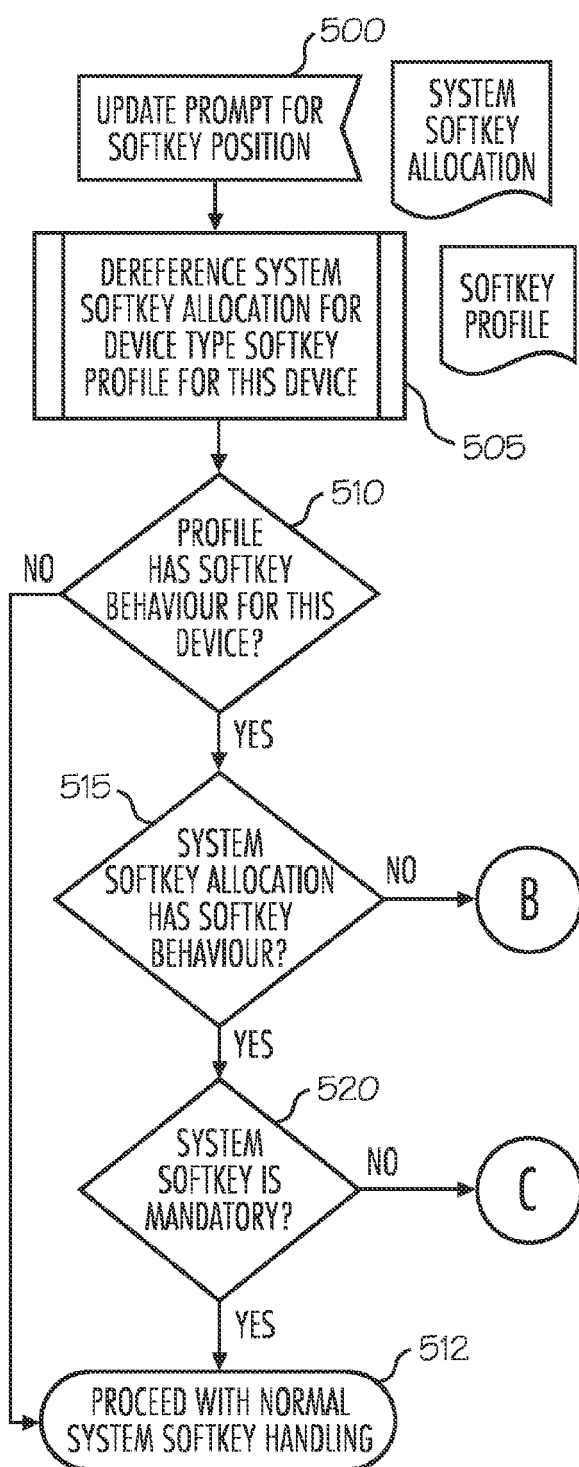 500
UPDATE PROMPT FOR
SOFTKEY POSITION
SYSTEM
SOFTKEY
ALLOCATION
DEREFERENCE SYSTEM
SOFTKEY ALLOCATION FOR
DEVICE TYPE SOFTKEY
PROFILE FOR THIS DEVICE
SOFTKEY
PROFILE
505
510
PROFILE
HAS SOFTKEY
BEHAVIOUR FOR THIS
DEVICE?
NO
YES
515
SYSTEM
SOFTKEY ALLOCATION
HAS SOFTKEY
BEHAVIOUR?
NO
B
YES
520
SYSTEM
SOFTKEY IS
MANDATORY?
NO
C
YES
512
PROCEED WITH NORMAL
SYSTEM SOFTKEY HANDLING